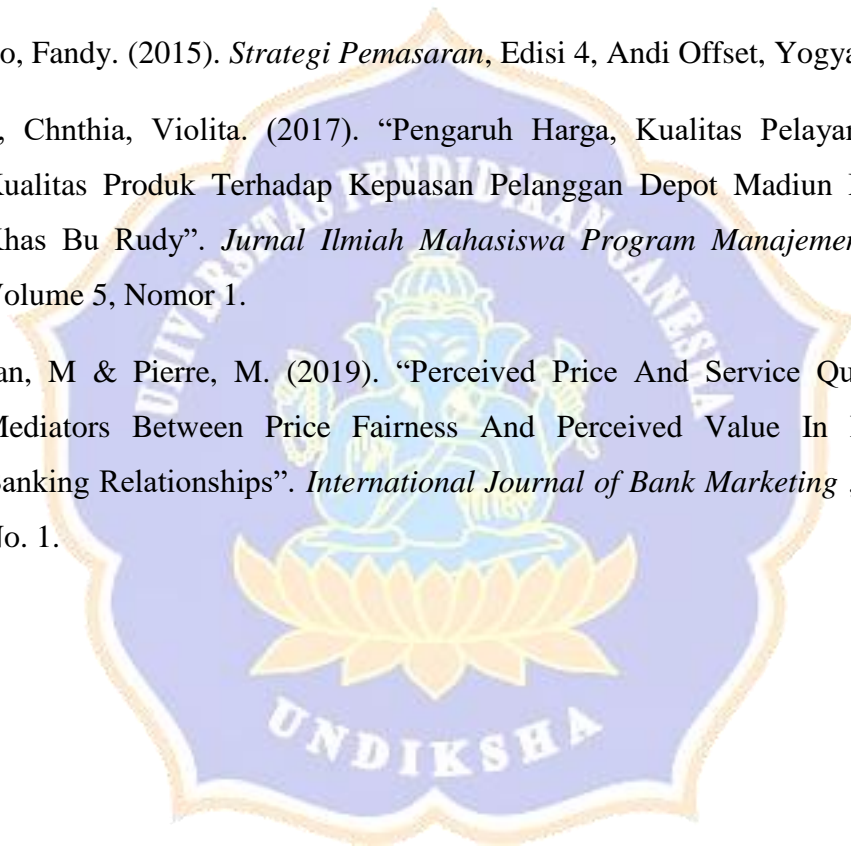 o, Fandy. (2015). Strategi Pemasaran, Edisi 4, Andi Offset, Yogya
, Chnthia, Violita. (2017). “Pengaruh Harga, Kualitas Pelayan
Kualitas Produk Terhadap Kepuasan Pelanggan Depot Madiun
Khas Bu Rudy”. Jurnal Ilmiah Mahasiswa Program Manajemen
Volume 5, Nomor 1.
an, M & Pierre, M. (2019). “Perceived Price And Service Qu
Mediators Between Price Fairness And Perceived Value In
Banking Relationships”. International Journal of Bank Marketing
No. 1.
UNIVERSITAS PENDIDIKAN GANESHA
UNDIKSHA